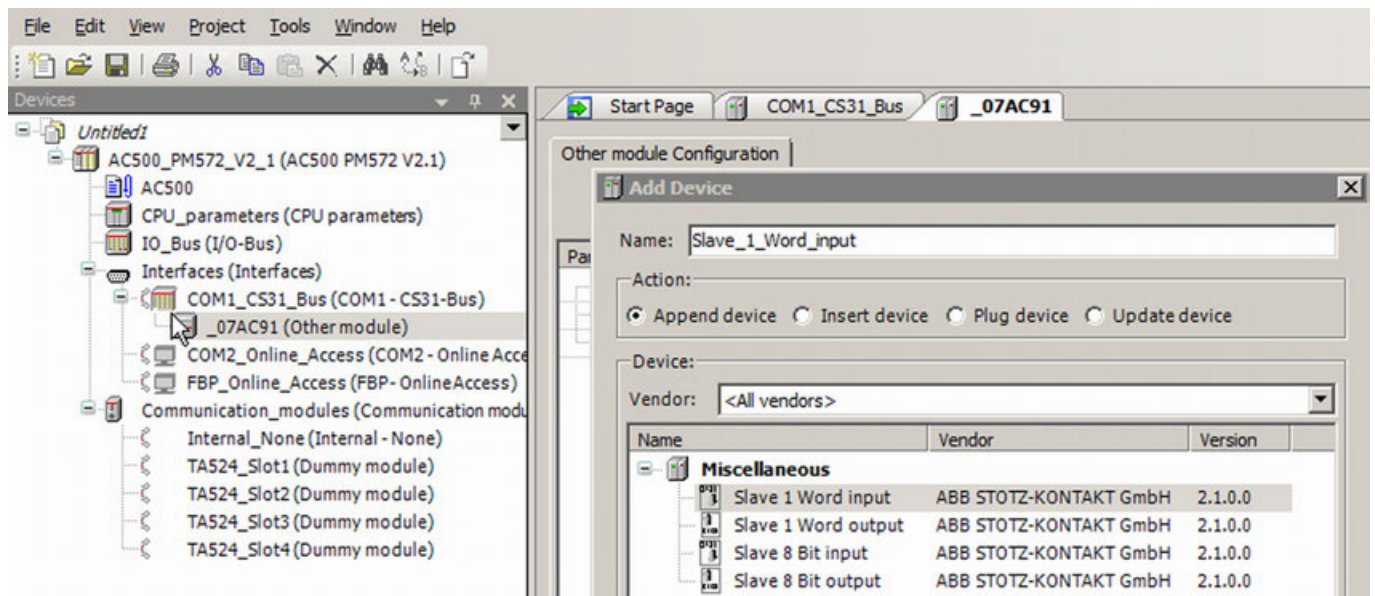 File Edit View Project Tools Window Help
Devices
Untitled1
AC500_PM572_V2_1 (AC500 PM572 V2.1)
AC500
CPU_parameters (CPU parameters)
IO_Bus (I/O-Bus)
Interfaces (Interfaces)
COM1_CS31_Bus (COM1 - CS31-Bus)
_07AC91 (Other module)
COM2_Online_Access (COM2 - Online Acce
FBP_Online_Access (FBP- OnlineAccess)
Communication_modules (Communication modu
Internal_None (Internal - None)
TA524_Slot1 (Dummy module)
TA524_Slot2 (Dummy module)
TA524_Slot3 (Dummy module)
TA524_Slot4 (Dummy module)
Start Page COM1_CS31_Bus _07AC91
Other module Configuration
Pa
Add Device
Name: Slave_1_Word_input
Action:
Append device Insert device Plug device Update device
Device:
Vendor: <All vendors>
Name Vendor Version
Miscellaneous
Slave 1 Word input ABB STOTZ-KONTAKT GmbH 2.1.0.0
Slave 1 Word output ABB STOTZ-KONTAKT GmbH 2.1.0.0
Slave 8 Bit input ABB STOTZ-KONTAKT GmbH 2.1.0.0
Slave 8 Bit output ABB STOTZ-KONTAKT GmbH 2.1.0.0